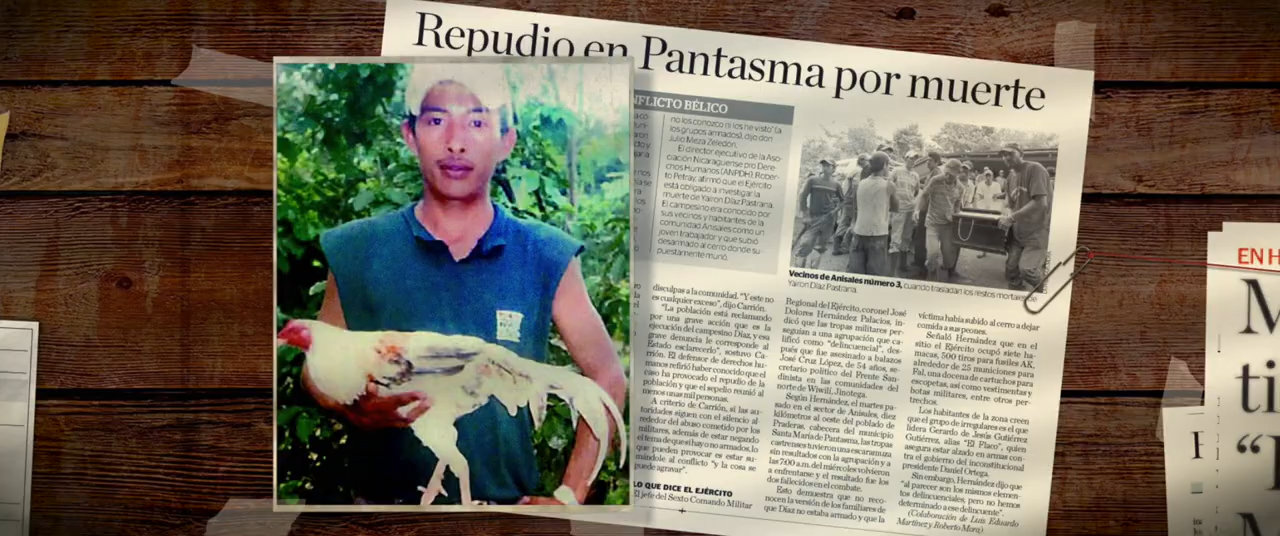 Repudio en Pantasma por muerte
NFLICTO BÉLICO
no los conozco ni los he visto" (a
los grupos armados), dijo don
Julio Meza Zeledón.
El director ejecutivo de la Aso-
ciación Nicaragüense pro Dere-
chos Humanos (ANPDH), Rober-
to Petray, afirmó que el Ejército
está obligado a investigar la
muerte de Yairon Díaz Pastrana.
El campesino era conocido por
sus vecinos y habitantes de la
comunidad Anisales como un
joven trabajador y que subió
desarmado al cerro donde su-
puestamente murió.
Vecinos de Anisales número 3, cuando trasladan los restos mortales de
Yairon Díaz Pastrana.
disculpas a la comunidad. "Y este no
es cualquier exceso", dijo Carrión.
"La población está reclamando
por una grave acción que es la
ejecución del campesino Díaz, y esa
grave denuncia le corresponde al
Estado esclarecerlo", sostuvo Ca-
rrión. El defensor de derechos hu-
manos refirió haber conocido que el
caso ha provocado el repudio de la
población y que el sepelio reunió al
menos unas mil personas.
A criterio de Carrión, si las au-
toridades siguen con el silencio al-
rededor del abuso cometido por los
militares, además de estar negando
el tema de que si hay o no armados, lo
que pueden provocar es estar su-
mándole al conflicto "y la cosa se
puede agravar".
LO QUE DICE EL EJÉRCITO
El jefe del Sexto Comando Militar
Regional del Ejército, coronel José
Dolores Hernández Palacios, in-
dicó que las tropas militares per-
seguían a una agrupación que ca-
lificó como "delincuencial", des-
pués que fue asesinado a balazos
José Cruz López, de 54 años, se-
cretario político del Frente San-
dinista en las comunidades del
norte de Wiwilí, Jinotega.
Según Hernández, el martes pa-
sado en el sector de Anisales, diez
kilómetros al oeste del poblado de
Praderas, cabecera del municipio
Santa María de Pantasma, las tropas
castrenses tuvieron una escaramuza
sin resultados con la agrupación y a
las 7:00 a.m. del miércoles volvieron
a enfrentarse y el resultado fue los
dos fallecidos en el combate.
Esto demuestra que no reco-
nocen la versión de los familiares de
que Díaz no estaba armado y que la
víctima había subido al cerro a dejar
comida a sus peones.
Señaló Hernández que en el
sitio el Ejército ocupó siete ha-
macas, 500 tiros para fusiles AK,
alrededor de 25 municiones para
Fal, una docena de cartuchos para
escopetas, así como vestimentas y
botas militares, entre otros per-
trechos.
Los habitantes de la zona creen
que el grupo de irregulares es el que
lidera Gerardo de Jesús Gutiérrez
Gutiérrez, alias "El Flaco", quien
asegura estar alzado en armas con-
tra el gobierno del inconstitucional
presidente Daniel Ortega.
Sin embargo, Hernández dijo que
"al parecer son los mismos elemen-
tos delincuenciales, pero no hemos
determinado a ese delincuente".
(Colaboración de Luis Eduardo
Martínez y Roberto Mora)
EN H
M
ti